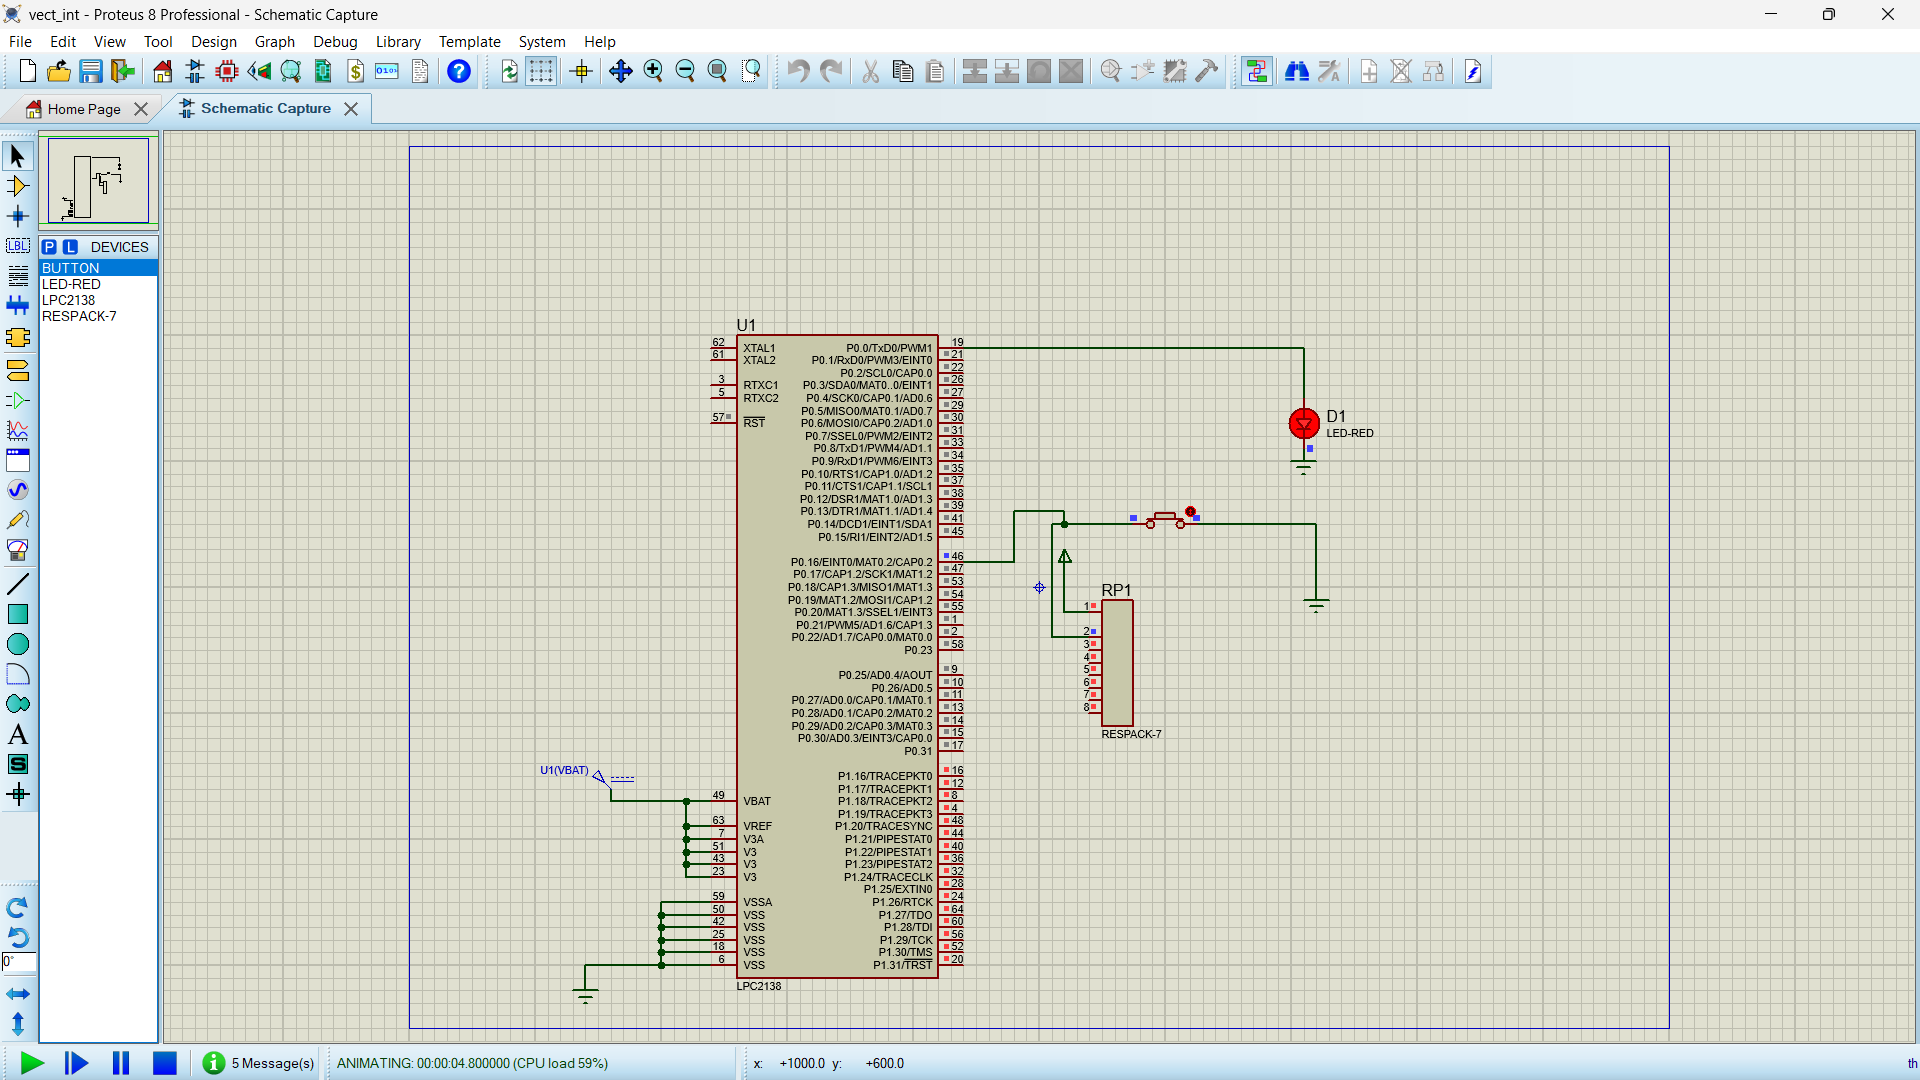 vect_int - Proteus 8 Professional - Schematic Capture
File Edit View Tool Design Graph Debug Library Template System Help
Home Page
Schematic Capture
P L DEVICES
BUTTON
LED-RED
LPC2138
RESPACK-7
LBL
A
S
0°
U1
62 XTAL1
61 XTAL2
3 RTXC1
5 RTXC2
57 RST
49 VBAT
63 VREF
7 V3A
51 V3
43 V3
23 V3
59 VSSA
50 VSS
42 VSS
25 VSS
18 VSS
6 VSS
P0.0/TxD0/PWM1 19
P0.1/RxD0/PWM3/EINT0 21
P0.2/SCL0/CAP0.0 22
P0.3/SDA0/MAT0..0/EINT1 26
P0.4/SCK0/CAP0.1/AD0.6 27
P0.5/MISO0/MAT0.1/AD0.7 29
P0.6/MOSI0/CAP0.2/AD1.0 30
P0.7/SSEL0/PWM2/EINT2 31
P0.8/TxD1/PWM4/AD1.1 33
P0.9/RxD1/PWM6/EINT3 34
P0.10/RTS1/CAP1.0/AD1.2 35
P0.11/CTS1/CAP1.1/SCL1 37
P0.12/DSR1/MAT1.0/AD1.3 38
P0.13/DTR1/MAT1.1/AD1.4 39
P0.14/DCD1/EINT1/SDA1 41
P0.15/RI1/EINT2/AD1.5 45
P0.16/EINT0/MAT0.2/CAP0.2 46
P0.17/CAP1.2/SCK1/MAT1.2 47
P0.18/CAP1.3/MISO1/MAT1.3 53
P0.19/MAT1.2/MOSI1/CAP1.2 54
P0.20/MAT1.3/SSEL1/EINT3 55
P0.21/PWM5/AD1.6/CAP1.3 1
P0.22/AD1.7/CAP0.0/MAT0.0 2
P0.23 58
P0.25/AD0.4/AOUT 9
P0.26/AD0.5 10
P0.27/AD0.0/CAP0.1/MAT0.1 11
P0.28/AD0.1/CAP0.2/MAT0.2 13
P0.29/AD0.2/CAP0.3/MAT0.3 14
P0.30/AD0.3/EINT3/CAP0.0 15
P0.31 17
P1.16/TRACEPKT0 16
P1.17/TRACEPKT1 12
P1.18/TRACEPKT2 8
P1.19/TRACEPKT3 4
P1.20/TRACESYNC 48
P1.21/PIPESTAT0 44
P1.22/PIPESTAT1 40
P1.23/PIPESTAT2 36
P1.24/TRACECLK 32
P1.25/EXTIN0 28
P1.26/RTCK 24
P1.27/TDO 64
P1.28/TDI 60
P1.29/TCK 56
P1.30/TMS 52
P1.31/TRST 20
LPC2138
U1(VBAT)
D1
LED-RED
RP1
1
2
3
4
5
6
7
8
RESPACK-7
5 Message(s)
ANIMATING: 00:00:04.800000 (CPU load 59%)
x: +1000.0 y: +600.0
th